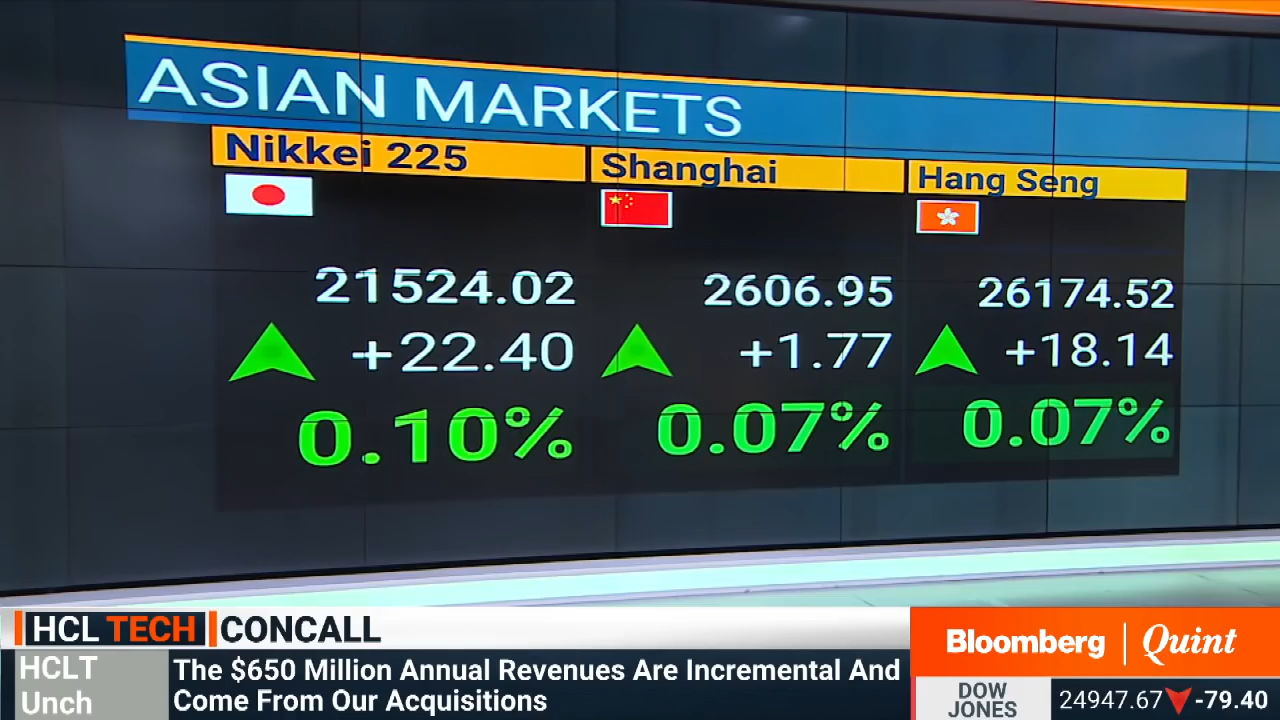 ASIAN MARKETS
Nikkei 225
21524.02
+22.40
0.10%
Shanghai
2606.95
+1.77
0.07%
Hang Seng
26174.52
+18.14
0.07%
HCL TECH CONCALL
HCLT
Unch
The $650 Million Annual Revenues Are Incremental And
Come From Our Acquisitions
Bloomberg | Quint
DOW
JONES
24947.67 -79.40